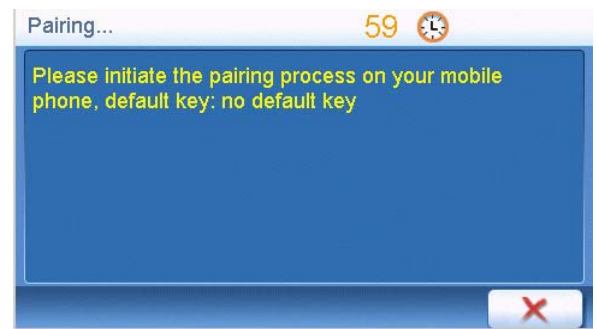 Pairing...
59
Please initiate the pairing process on your mobile
phone, default key: no default key